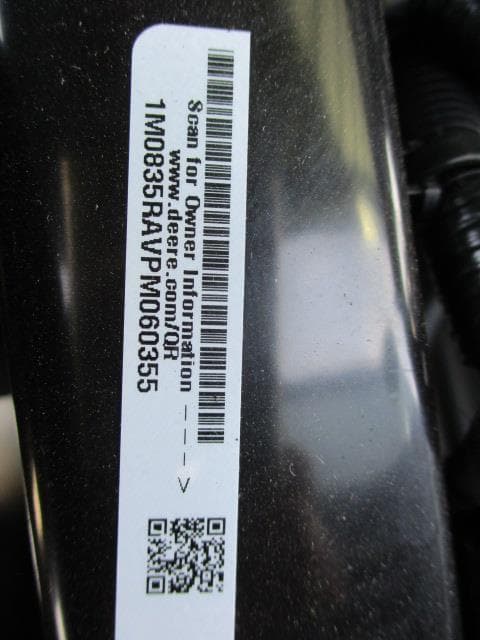 Scan for Owner Information - - - >
www.deere.com/QR
1M0835RAVPM060355